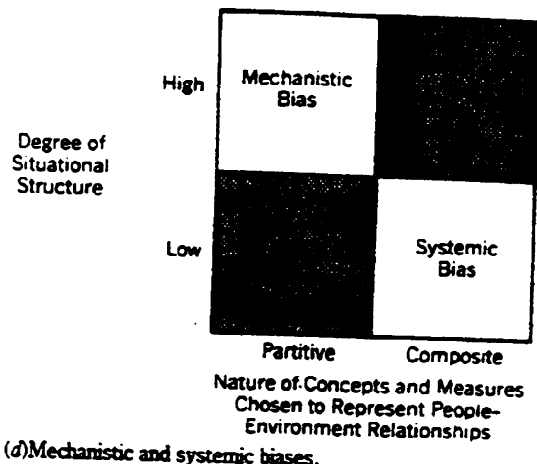 High
Mechanistic
Bias
Degree of
Situational
Structure
Low
Systemic
Bias
Partitive
Composite
Nature of Concepts and Measures
Chosen to Represent People-
Environment Relationships
(d)Mechanistic and systemic biases.